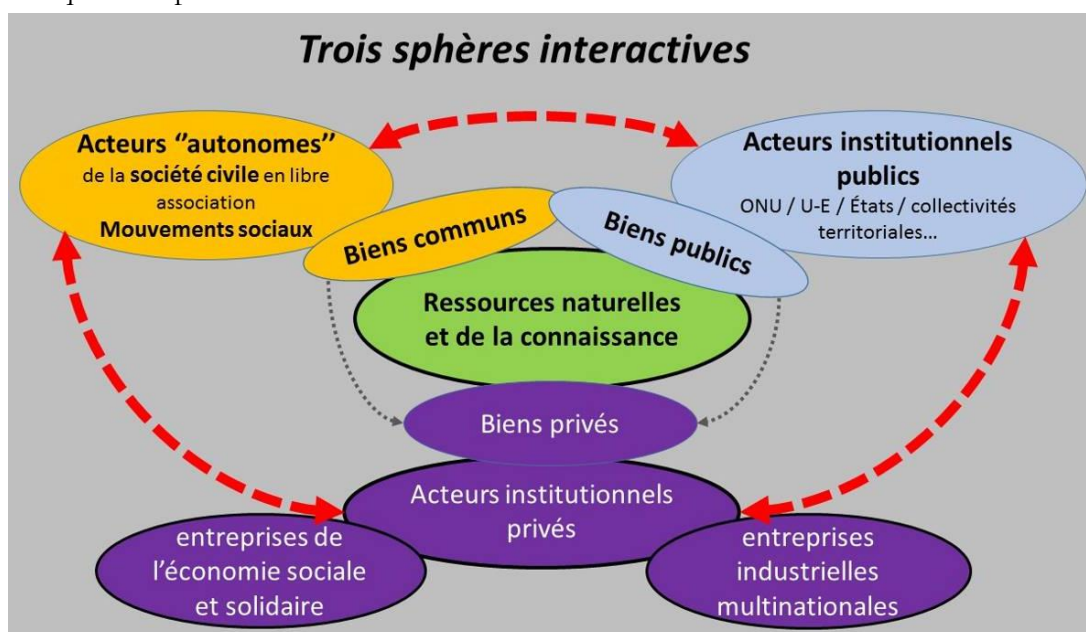 Trois sphères interactives
Acteurs ‘’autonomes’’
de la société civile en libre
association
Mouvements sociaux
Acteurs institutionnels
publics
ONU / U-E / États / collectivités
territoriales...
Biens communs
Biens publics
Ressources naturelles
et de la connaissance
Biens privés
Acteurs institutionnels
privés
entreprises de
l’économie sociale
et solidaire
entreprises
industrielles
multinationales